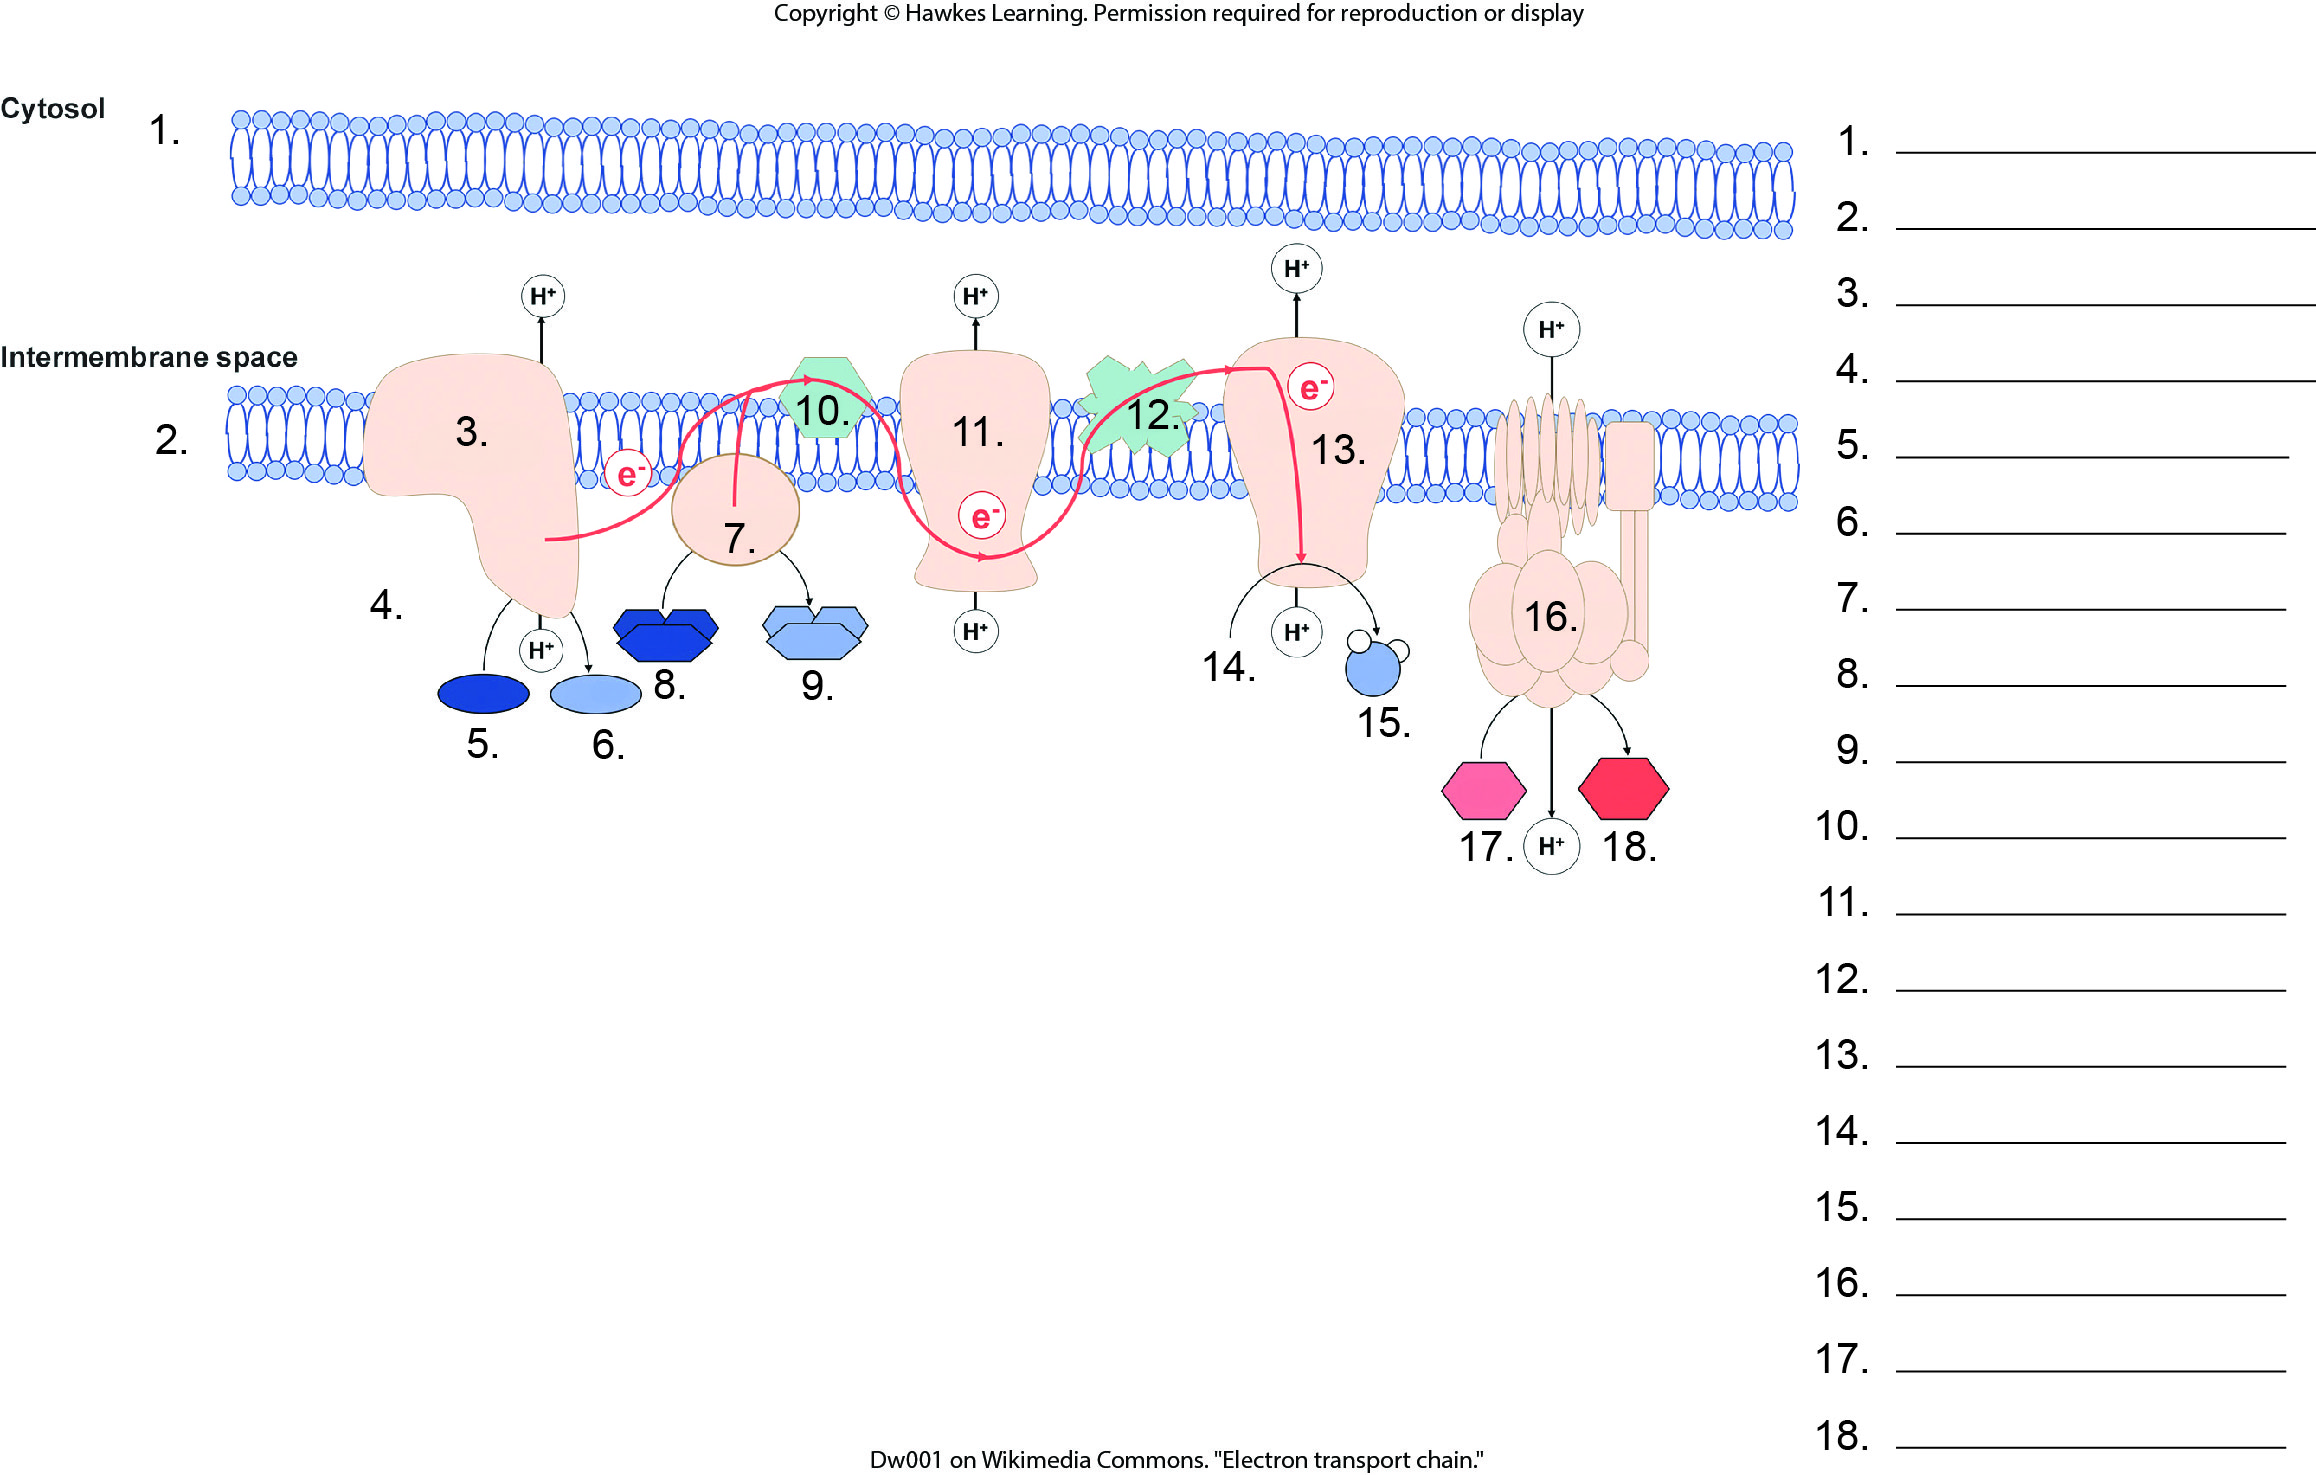 Copyright © Hawkes Learning. Permission required for reproduction or display
Cytosol
1.
H⁺
H⁺
H⁺
H⁺
Intermembrane space
2.
3.
e⁻
10.
11.
e⁻
12.
e⁻
13.
7.
4.
H⁺
8.
9.
H⁺
14.
H⁺
15.
16.
5.
6.
17.
H⁺
18.
1.
2.
3.
4.
5.
6.
7.
8.
9.
10.
11.
12.
13.
14.
15.
16.
17.
18.
Dw001 on Wikimedia Commons. "Electron transport chain."